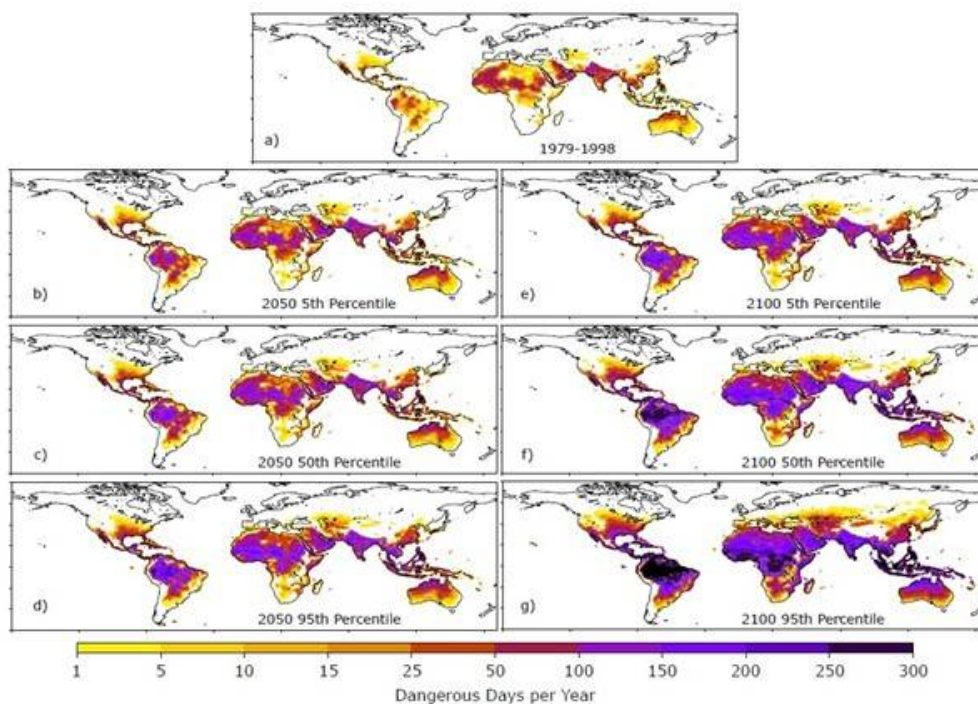 a)
1979-1998
b)
2050 5th Percentile
e)
2100 5th Percentile
c)
2050 50th Percentile
f)
2100 50th Percentile
d)
2050 95th Percentile
g)
2100 95th Percentile
1 5 10 15 25 50 100 150 200 250 300
Dangerous Days per Year